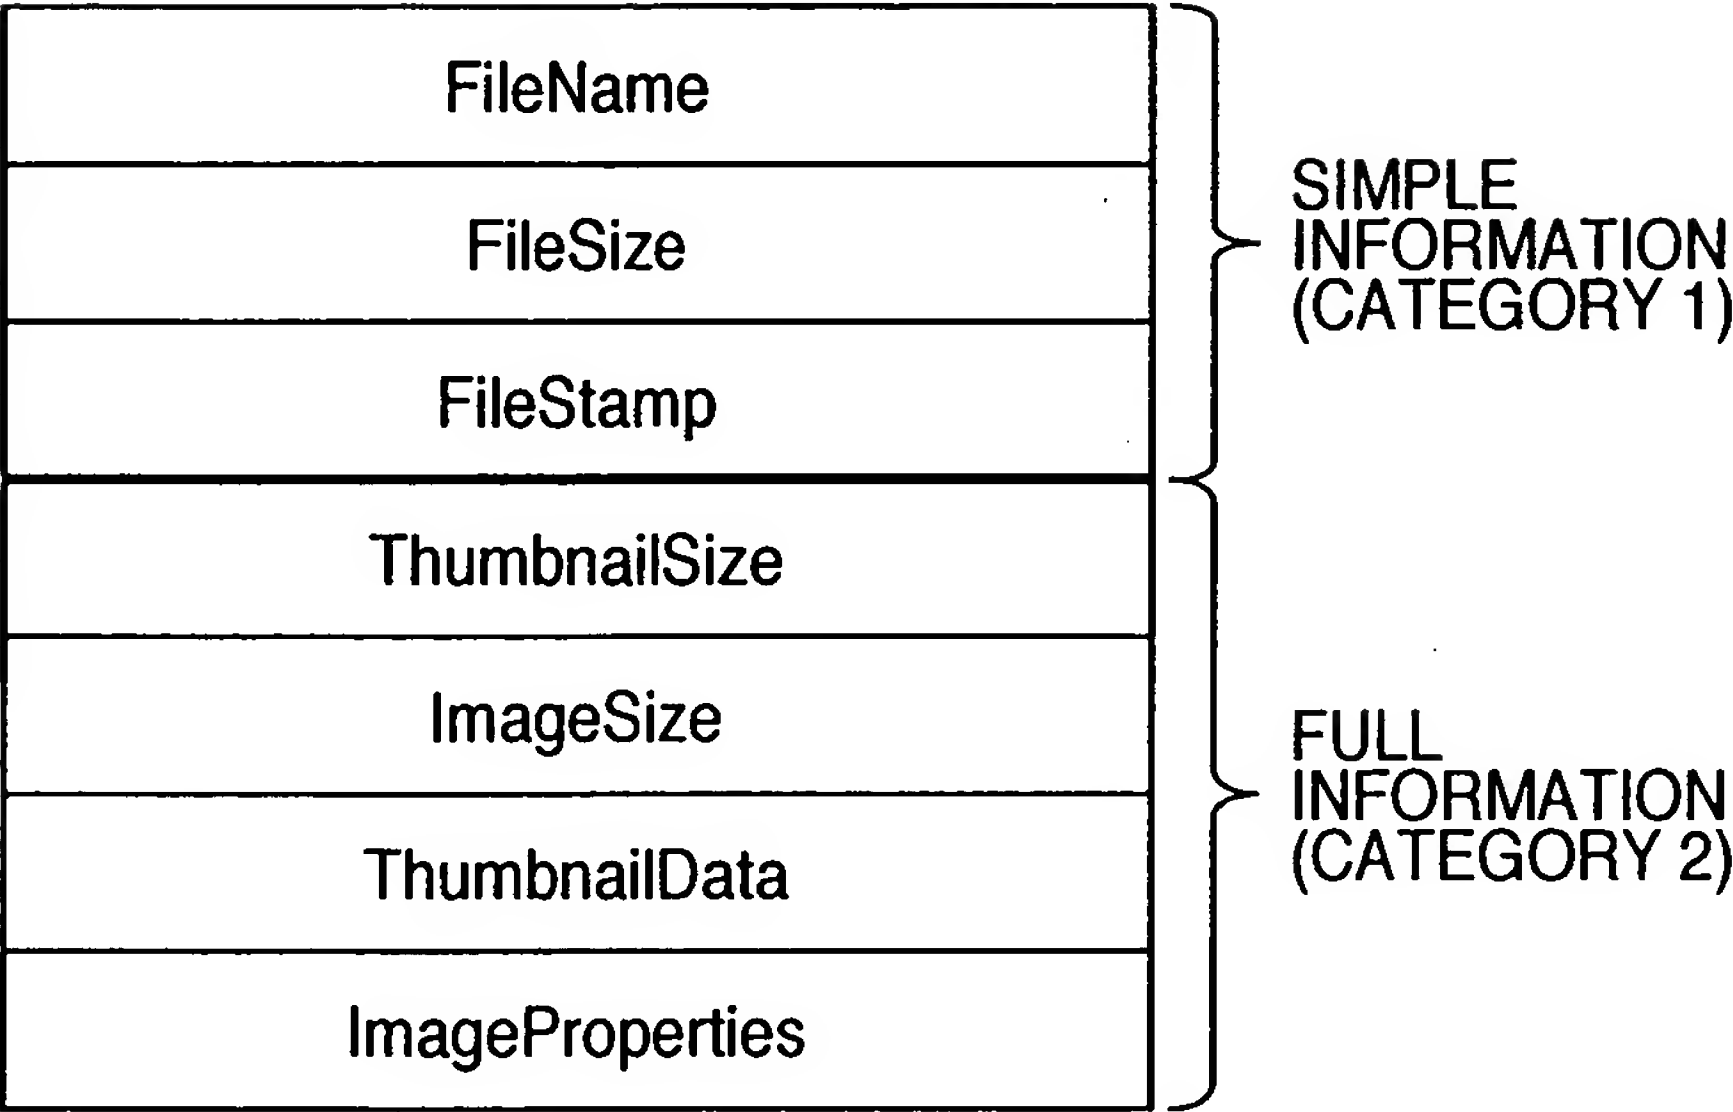 FileName
FileSize
FileStamp
SIMPLE
INFORMATION
(CATEGORY 1)
ThumbnailSize
ImageSize
ThumbnailData
ImageProperties
FULL
INFORMATION
(CATEGORY 2)